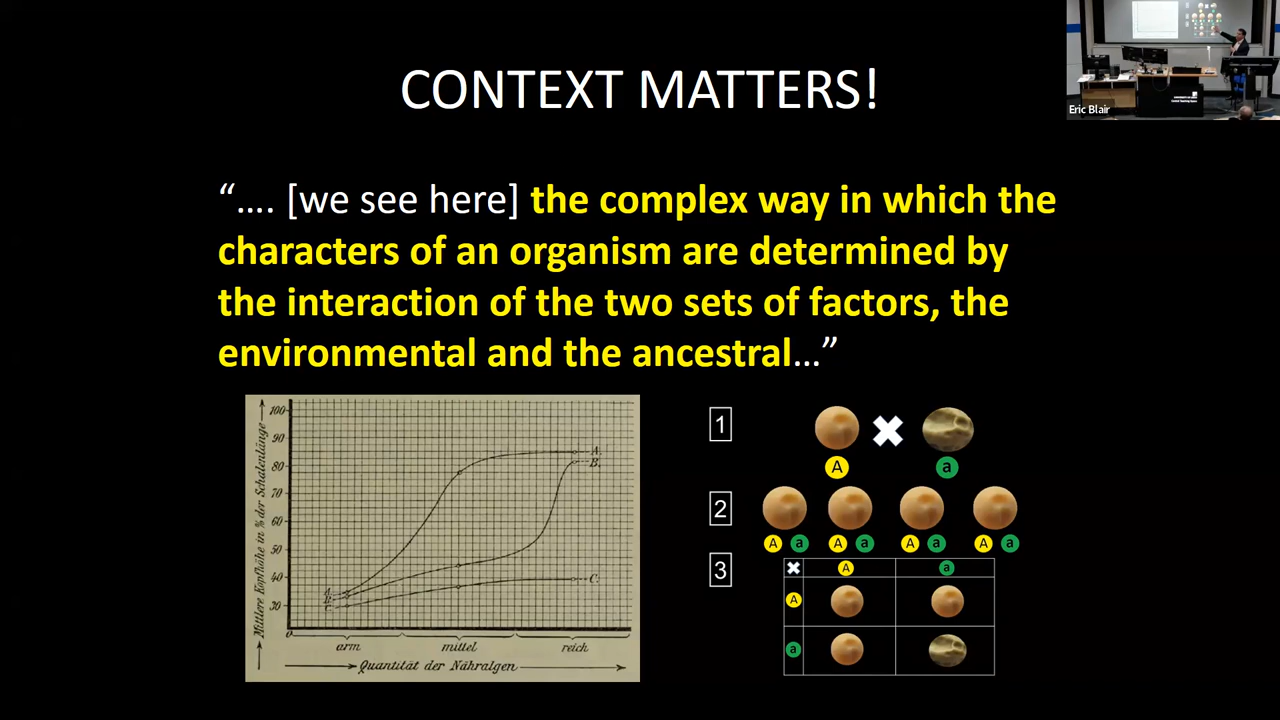 CONTEXT MATTERS!
Eric Blair
“…. [we see here] the complex way in which the
characters of an organism are determined by
the interaction of the two sets of factors, the
environmental and the ancestral…”
Mittlere Kopfhöhe in % der Schalenlänge
100
90
80
70
60
50
40
30
0
A.
B.
C.
A.
B.
C.
arm mittel reich
Quantität der Nähralgen
1
A a
2
A a A a A a A a
3
A a
A
a